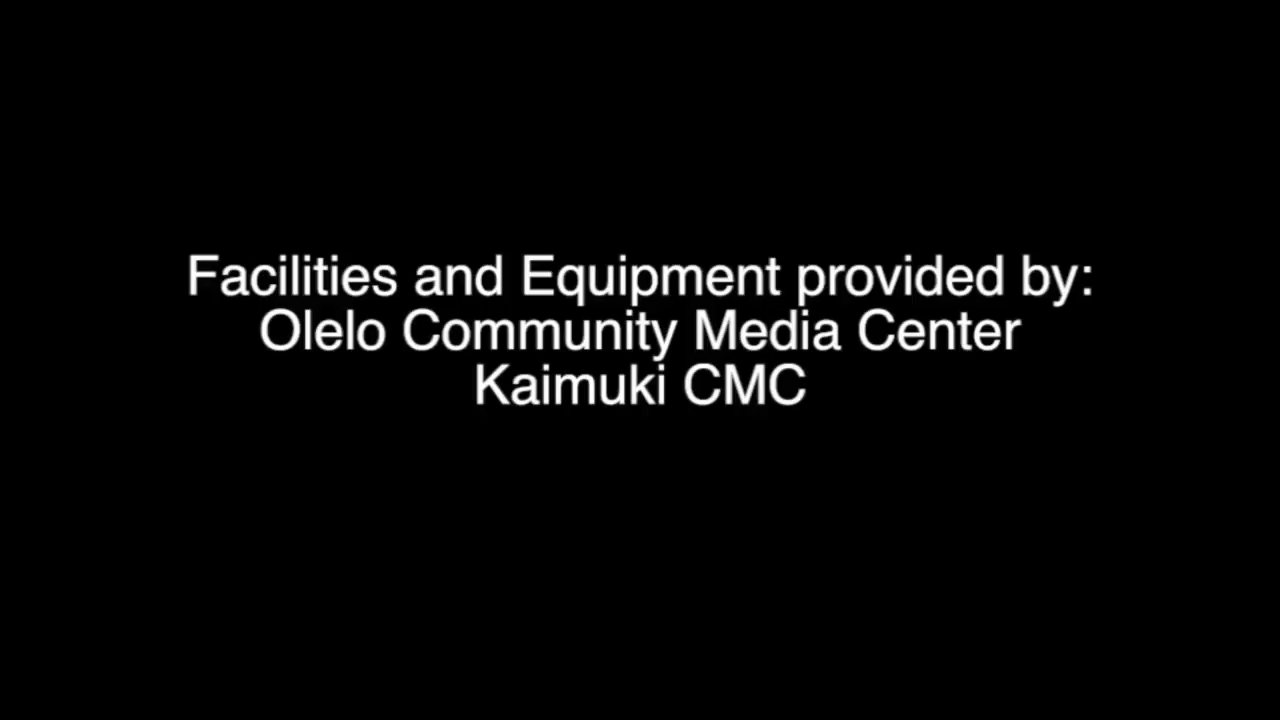 Facilities and Equipment provided by:
Olelo Community Media Center
Kaimuki CMC